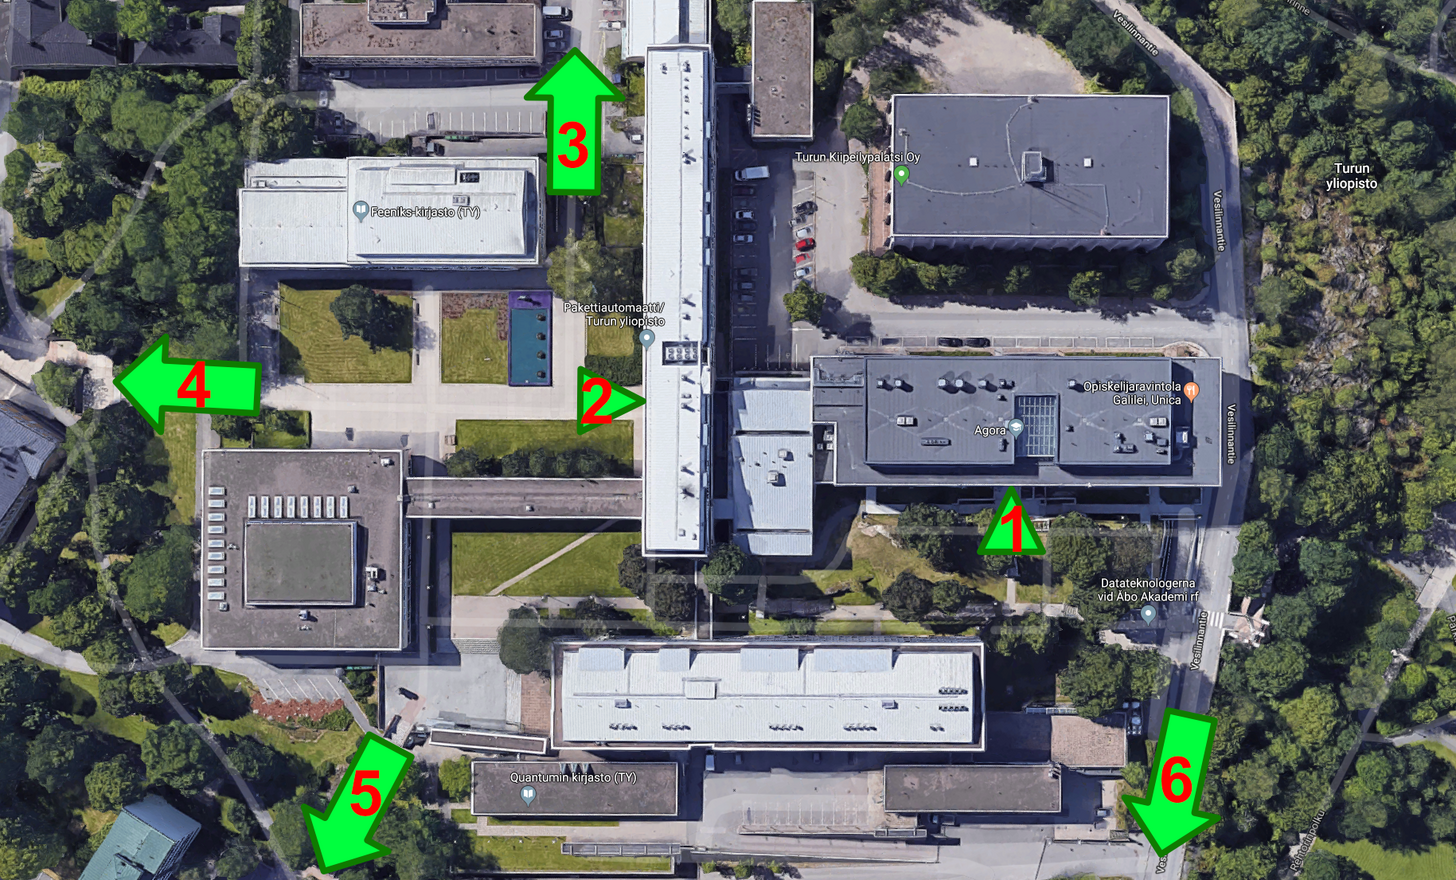 Vesilinnantie
3
Turun Kiipeilypalatsi Oy
Turun
yliopisto
Feeniks-kirjasto (TY)
Vesilinnantie
Pakettiautomaatti/
Turun yliopisto
4
2
Opiskelijaravintola
Galilei, Unica
Agora
Vesilinnantie
1
Datateknologerna
vid Åbo Akademi rf
Vesilinnantie
5
6
Quantumin kirjasto (TY)
Rehtorinpolku